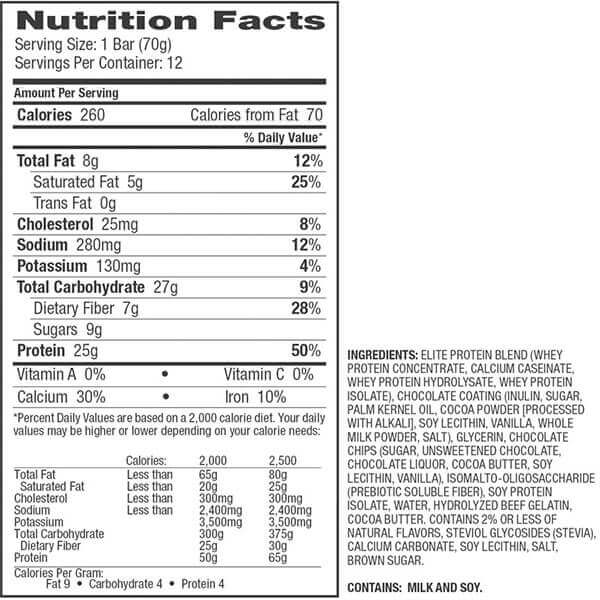 Nutrition Facts
Serving Size: 1 Bar (70g)
Servings Per Container: 12
Amount Per Serving
Calories 260 Calories from Fat 70
% Daily Value*
Total Fat 8g 12%
Saturated Fat 5g 25%
Trans Fat 0g
Cholesterol 25mg 8%
Sodium 280mg 12%
Potassium 130mg 4%
Total Carbohydrate 27g 9%
Dietary Fiber 7g 28%
Sugars 9g
Protein 25g 50%
Vitamin A 0% • Vitamin C 0%
Calcium 30% • Iron 10%
*Percent Daily Values are based on a 2,000 calorie diet. Your daily
values may be higher or lower depending on your calorie needs:
Calories: 2,000 2,500
Total Fat Less than 65g 80g
Saturated Fat Less than 20g 25g
Cholesterol Less than 300mg 300mg
Sodium Less than 2,400mg 2,400mg
Potassium 3,500mg 3,500mg
Total Carbohydrate 300g 375g
Dietary Fiber 25g 30g
Protein 50g 65g
Calories Per Gram:
Fat 9 • Carbohydrate 4 • Protein 4
INGREDIENTS: ELITE PROTEIN BLEND (WHEY
PROTEIN CONCENTRATE, CALCIUM CASEINATE,
WHEY PROTEIN HYDROLYSATE, WHEY PROTEIN
ISOLATE), CHOCOLATE COATING (INULIN, SUGAR,
PALM KERNEL OIL, COCOA POWDER [PROCESSED
WITH ALKALI], SOY LECITHIN, VANILLA, WHOLE
MILK POWDER, SALT), GLYCERIN, CHOCOLATE
CHIPS (SUGAR, UNSWEETENED CHOCOLATE,
CHOCOLATE LIQUOR, COCOA BUTTER, SOY
LECITHIN, VANILLA), ISOMALTO-OLIGOSACCHARIDE
(PREBIOTIC SOLUBLE FIBER), SOY PROTEIN
ISOLATE, WATER, HYDROLYZED BEEF GELATIN,
COCOA BUTTER. CONTAINS 2% OR LESS OF
NATURAL FLAVORS, STEVIOL GLYCOSIDES (STEVIA),
CALCIUM CARBONATE, SOY LECITHIN, SALT,
BROWN SUGAR.
CONTAINS: MILK AND SOY.